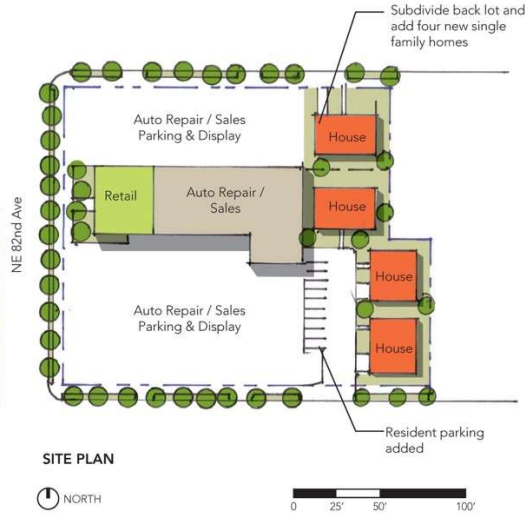 Subdivide back lot and
add four new single
family homes
Auto Repair / Sales
Parking & Display
House
Retail
Auto Repair /
Sales
House
NE 82nd Ave
House
Auto Repair / Sales
Parking & Display
House
Resident parking
added
SITE PLAN
NORTH
0 25' 50' 100'